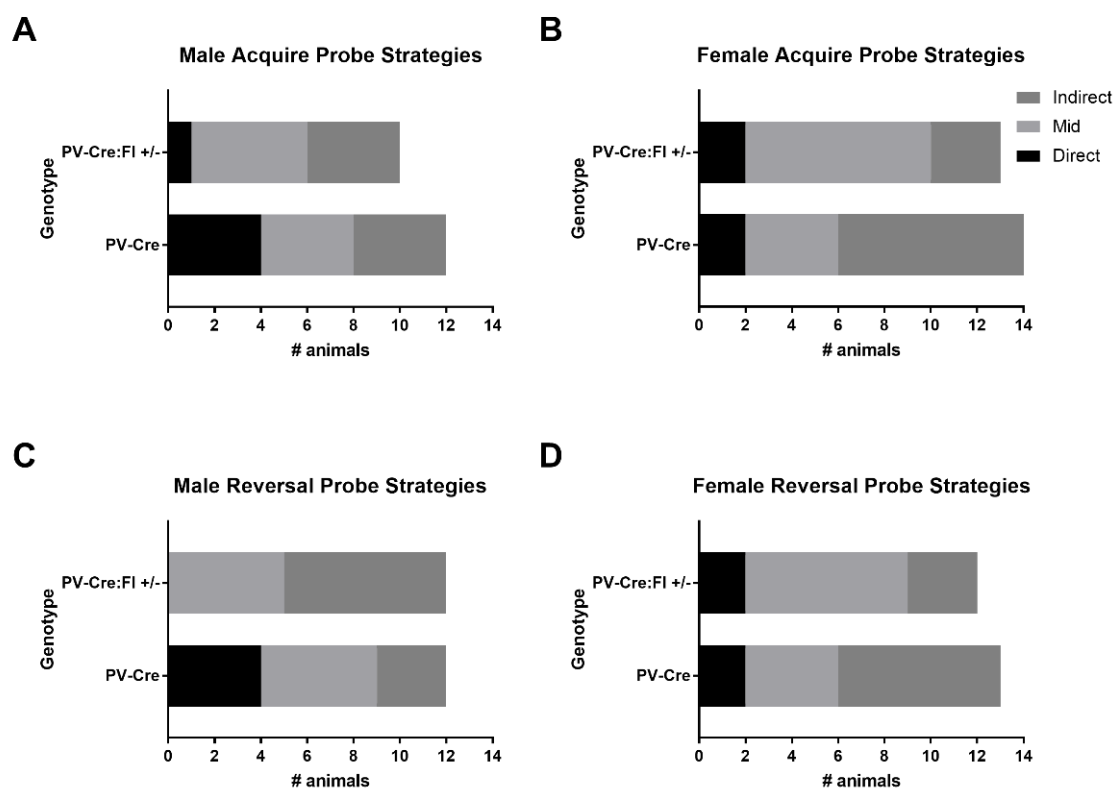 A
Male Acquire Probe Strategies
PV-Cre:Fl +/-
PV-Cre
Genotype
0 2 4 6 8 10 12 14
# animals
B
Female Acquire Probe Strategies
PV-Cre:Fl +/-
PV-Cre
Genotype
0 2 4 6 8 10 12 14
# animals
Indirect
Mid
Direct
C
Male Reversal Probe Strategies
PV-Cre:Fl +/-
PV-Cre
Genotype
0 2 4 6 8 10 12 14
# animals
D
Female Reversal Probe Strategies
PV-Cre:Fl +/-
PV-Cre
Genotype
0 2 4 6 8 10 12 14
# animals